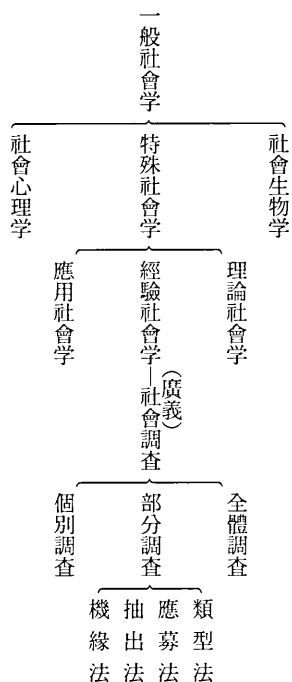 一般社會学
社會生物学
特殊社會学
社會心理学
理論社會学
經驗社會学―社會調査
(廣義)
應用社會学
全體調査
部分調査
個別調査
類型法
應募法
抽出法
機緣法